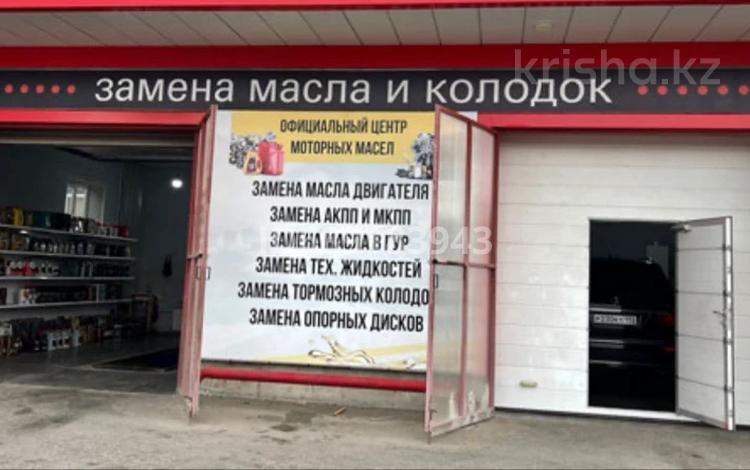 krisha.kz
замена масла и колодок
ОФИЦИАЛЬНЫЙ ЦЕНТР
МОТОРНЫХ МАСЕЛ
ЗАМЕНА МАСЛА ДВИГАТЕЛЯ
ЗАМЕНА АКПП И МКПП
ЗАМЕНА МАСЛА В ГУР
ЗАМЕНА ТЕХ. ЖИДКОСТЕЙ
ЗАМЕНА ТОРМОЗНЫХ КОЛОДО
ЗАМЕНА ОПОРНЫХ ДИСКОВ